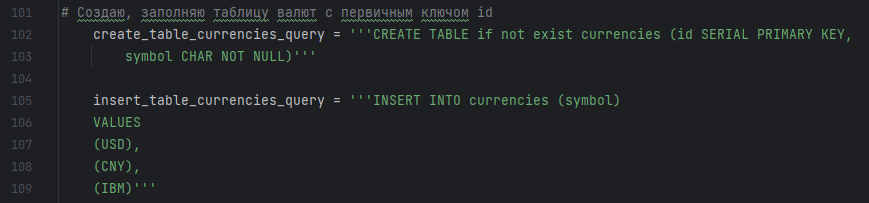 101 # Создаю, заполняю таблицу валют с первичным ключом id
102 create_table_currencies_query = '''CREATE TABLE if not exist currencies (id SERIAL PRIMARY KEY,
103 symbol CHAR NOT NULL)'''
104
105 insert_table_currencies_query = '''INSERT INTO currencies (symbol)
106 VALUES
107 (USD),
108 (CNY),
109 (IBM)'''